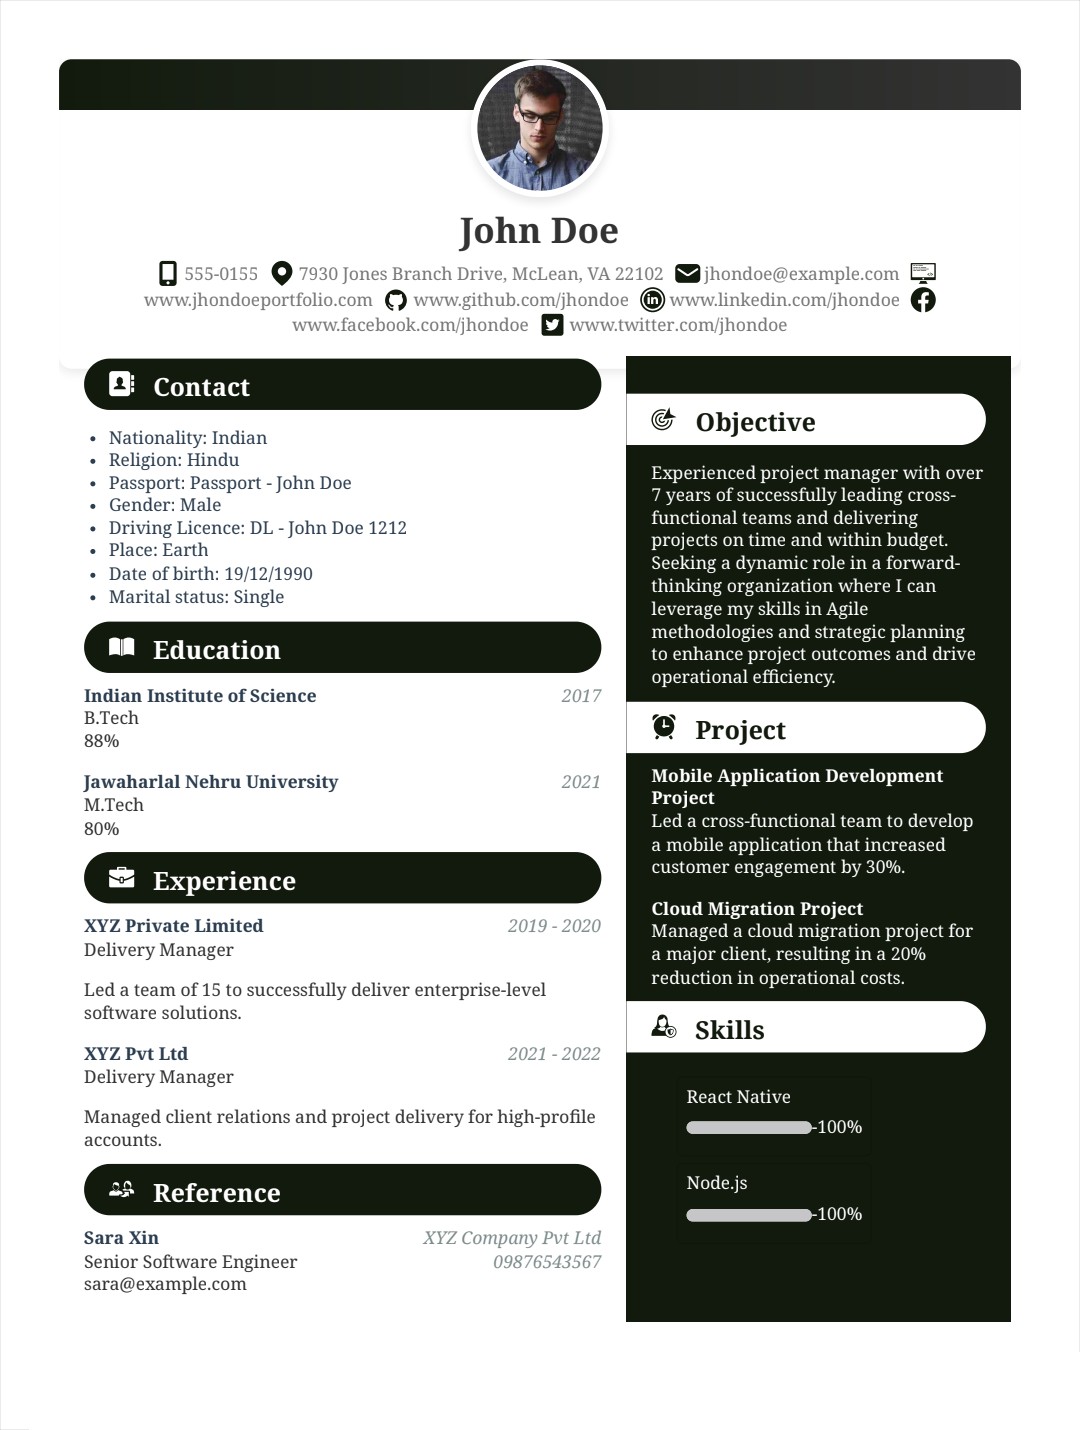 John Doe
555-0155 7930 Jones Branch Drive, McLean, VA 22102 jhondoe@example.com
www.jhondoeportfolio.com www.github.com/jhondoe www.linkedin.com/jhondoe
www.facebook.com/jhondoe www.twitter.com/jhondoe
Contact
• Nationality: Indian
• Religion: Hindu
• Passport: Passport - John Doe
• Gender: Male
• Driving Licence: DL - John Doe 1212
• Place: Earth
• Date of birth: 19/12/1990
• Marital status: Single
Education
Indian Institute of Science 2017
B.Tech
88%
Jawaharlal Nehru University 2021
M.Tech
80%
Experience
XYZ Private Limited 2019 - 2020
Delivery Manager
Led a team of 15 to successfully deliver enterprise-level
software solutions.
XYZ Pvt Ltd 2021 - 2022
Delivery Manager
Managed client relations and project delivery for high-profile
accounts.
Reference
Sara Xin XYZ Company Pvt Ltd
Senior Software Engineer 09876543567
sara@example.com
Objective
Experienced project manager with over
7 years of successfully leading cross-
functional teams and delivering
projects on time and within budget.
Seeking a dynamic role in a forward-
thinking organization where I can
leverage my skills in Agile
methodologies and strategic planning
to enhance project outcomes and drive
operational efficiency.
Project
Mobile Application Development
Project
Led a cross-functional team to develop
a mobile application that increased
customer engagement by 30%.
Cloud Migration Project
Managed a cloud migration project for
a major client, resulting in a 20%
reduction in operational costs.
Skills
React Native
-100%
Node.js
-100%